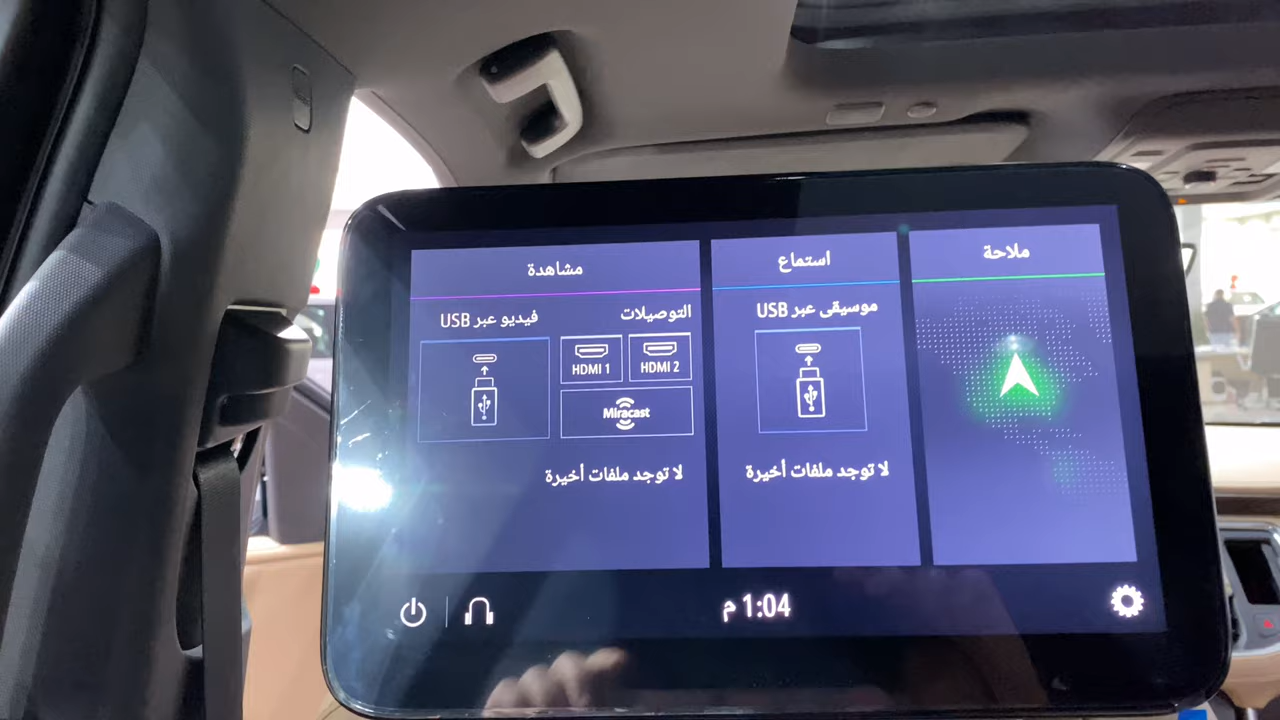 ملاحة
استماع
موسيقى عبر USB
لا توجد ملفات أخيرة
مشاهدة
التوصيلات
HDMI 2
HDMI 1
Miracast
فيديو عبر USB
لا توجد ملفات أخيرة
1:04 م